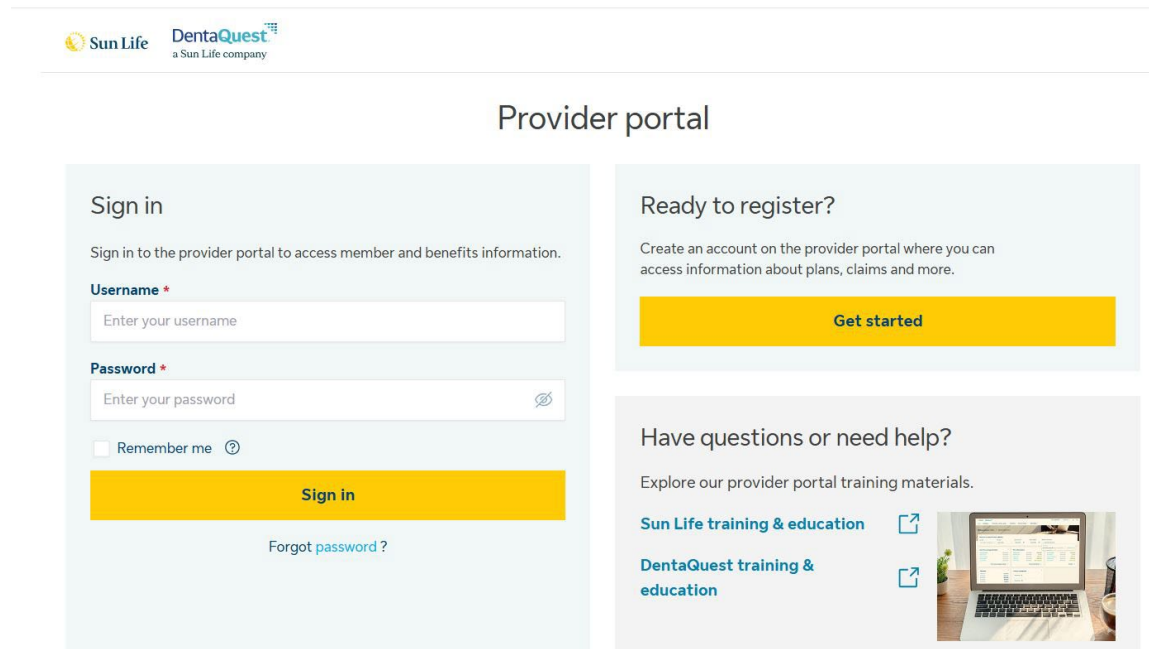 Sun Life
DentaQuest
a Sun Life company
Provider portal
Sign in
Sign in to the provider portal to access member and benefits information.
Username *
Enter your username
Password *
Enter your password
Remember me
Sign in
Forgot password ?
Ready to register?
Create an account on the provider portal where you can
access information about plans, claims and more.
Get started
Have questions or need help?
Explore our provider portal training materials.
Sun Life training & education
DentaQuest training &
education